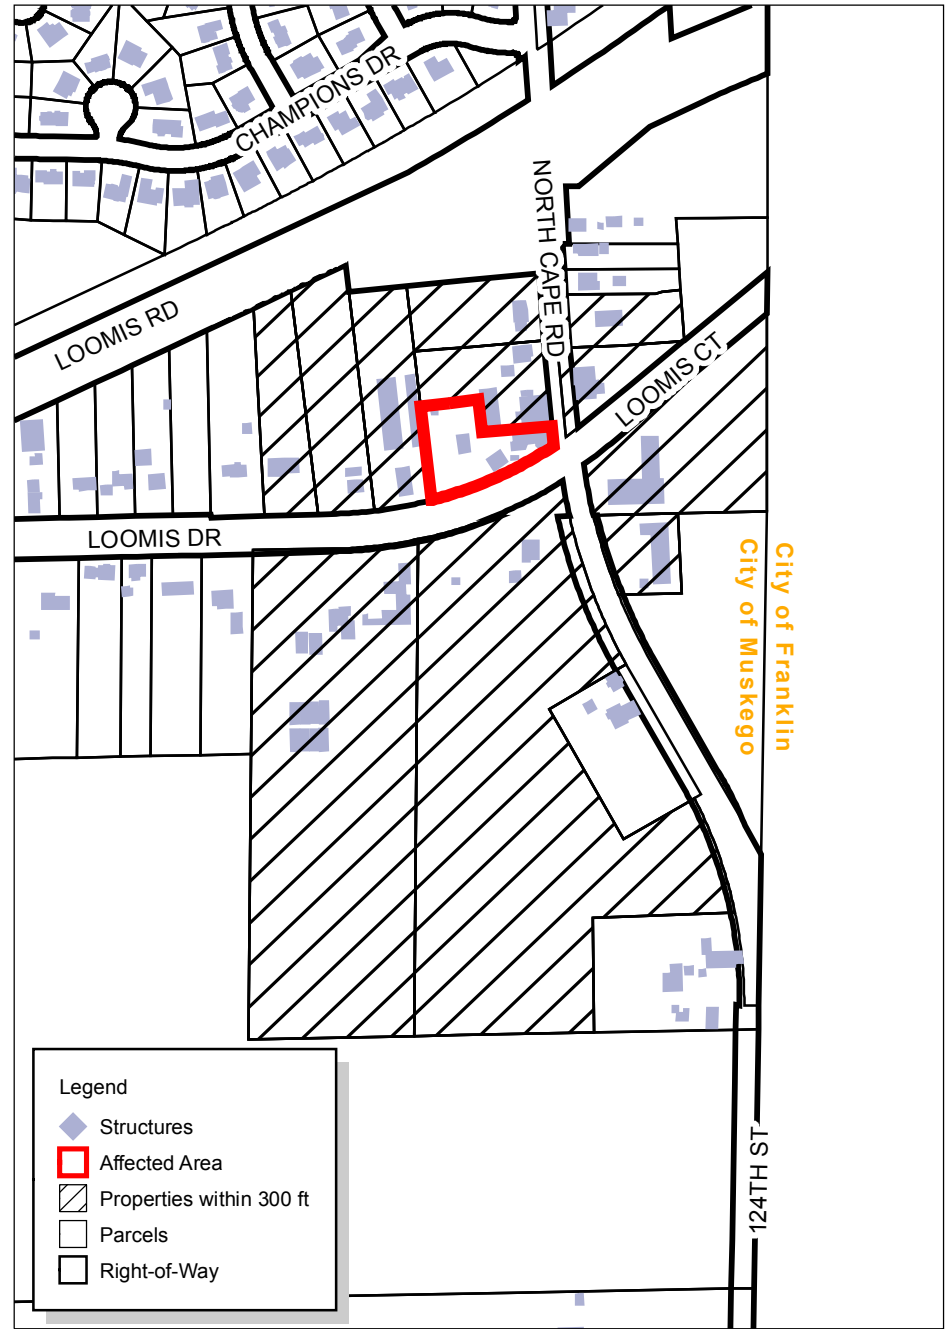 CHAMPIONS DR
NORTH CAPE RD
LOOMIS RD
LOOMIS CT
LOOMIS DR
City of Franklin
City of Muskego
124TH ST
Legend
Structures
Affected Area
Properties within 300 ft
Parcels
Right-of-Way